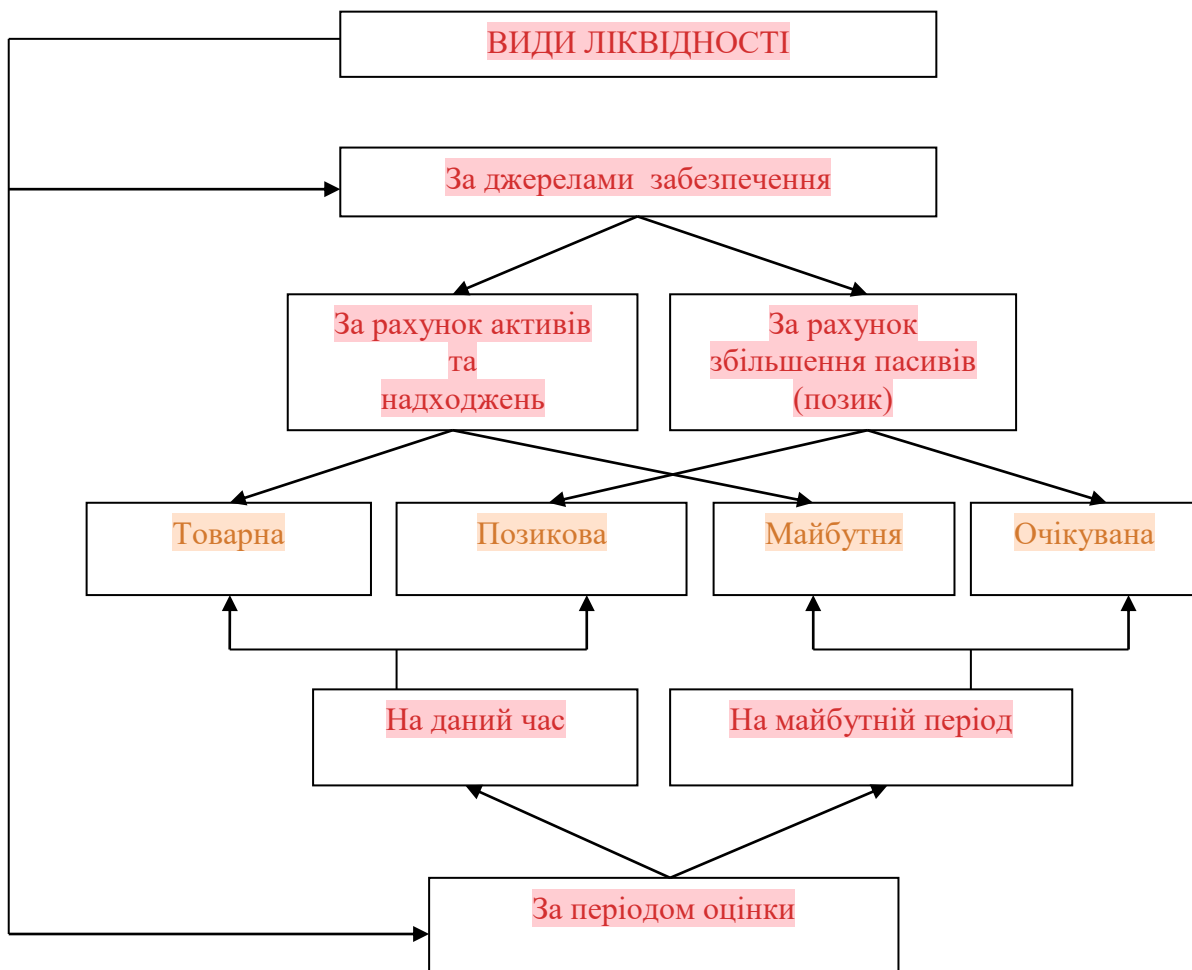 ВИДИ ЛІКВІДНОСТІ
За джерелами забезпечення
За рахунок активів
та
надходжень
За рахунок
збільшення пасивів
(позик)
Товарна
Позикова
Майбутня
Очікувана
На даний час
На майбутній період
За періодом оцінки